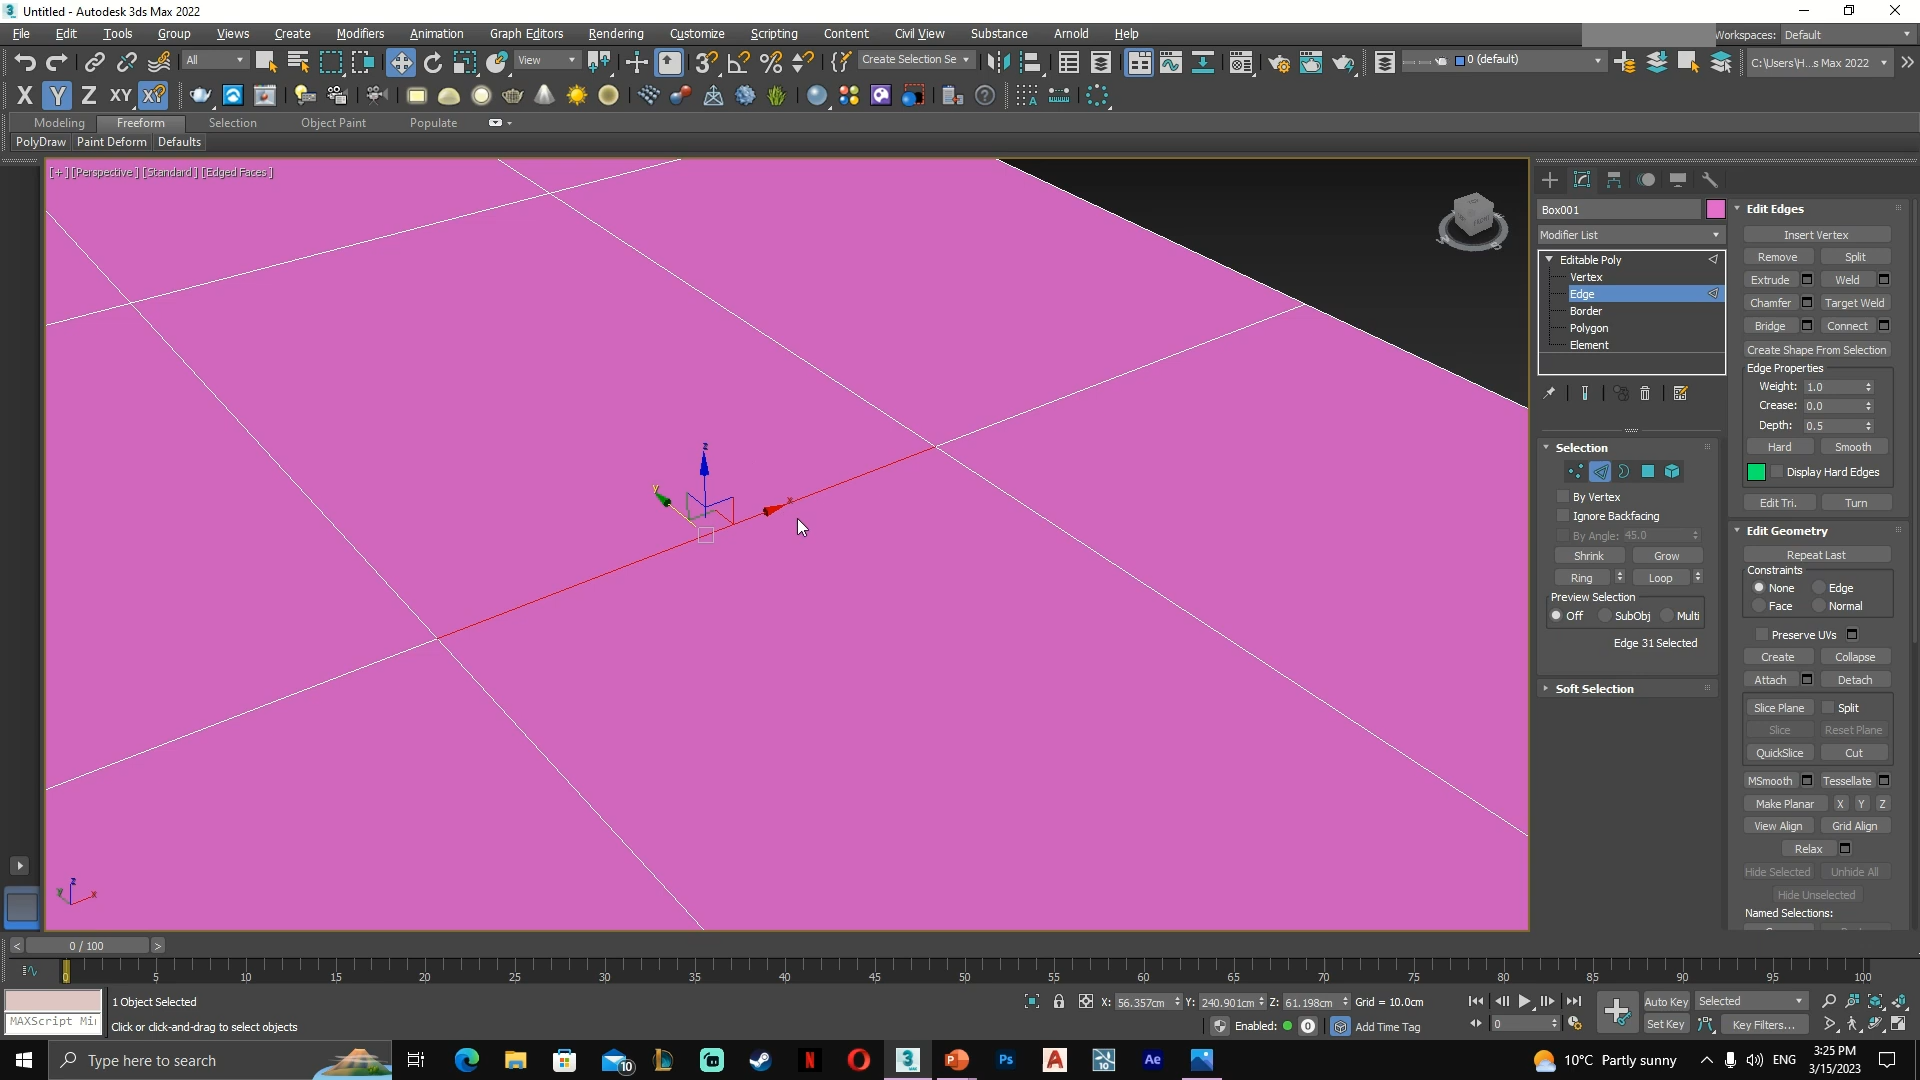 Untitled - Autodesk 3ds Max 2022
File Edit Tools Group Views Create Modifiers Animation Graph Editors Rendering Customize Scripting Content Civil View Substance Arnold Help
Workspaces: Default
All View Create Selection Se 0 (default) C:\Users\H...s Max 2022
X Y Z XY
Modeling Freeform Selection Object Paint Populate
PolyDraw Paint Deform Defaults
[+] [Perspective] [Standard] [Edged Faces]
z
y
x
z
y
x
Box001
Modifier List
Editable Poly
Vertex
Edge
Border
Polygon
Element
Selection
By Vertex
Ignore Backfacing
By Angle: 45.0
Shrink Grow
Ring Loop
Preview Selection
Off SubObj Multi
Edge 31 Selected
Soft Selection
Edit Edges
Insert Vertex
Remove Split
Extrude Weld
Chamfer Target Weld
Bridge Connect
Create Shape From Selection
Edge Properties
Weight: 1.0
Crease: 0.0
Depth: 0.5
Hard Smooth
Display Hard Edges
Edit Tri. Turn
Edit Geometry
Repeat Last
Constraints
None Edge
Face Normal
Preserve UVs
Create Collapse
Attach Detach
Slice Plane Split
Slice Reset Plane
QuickSlice Cut
MSmooth Tessellate
Make Planar X Y Z
View Align Grid Align
Relax
Hide Selected Unhide All
Hide Unselected
Named Selections:
< 0 / 100 >
0 5 10 15 20 25 30 35 40 45 50 55 60 65 70 75 80 85 90 95 100
1 Object Selected
MAXScript Mi
Click or click-and-drag to select objects
X: 56.357cm Y: 240.901cm Z: 61.198cm Grid = 10.0cm
Enabled: 0 Add Time Tag
0
Auto Key Selected
Set Key Key Filters...
Type here to search
10
10°C Partly sunny
ENG
3:25 PM
3/15/2023